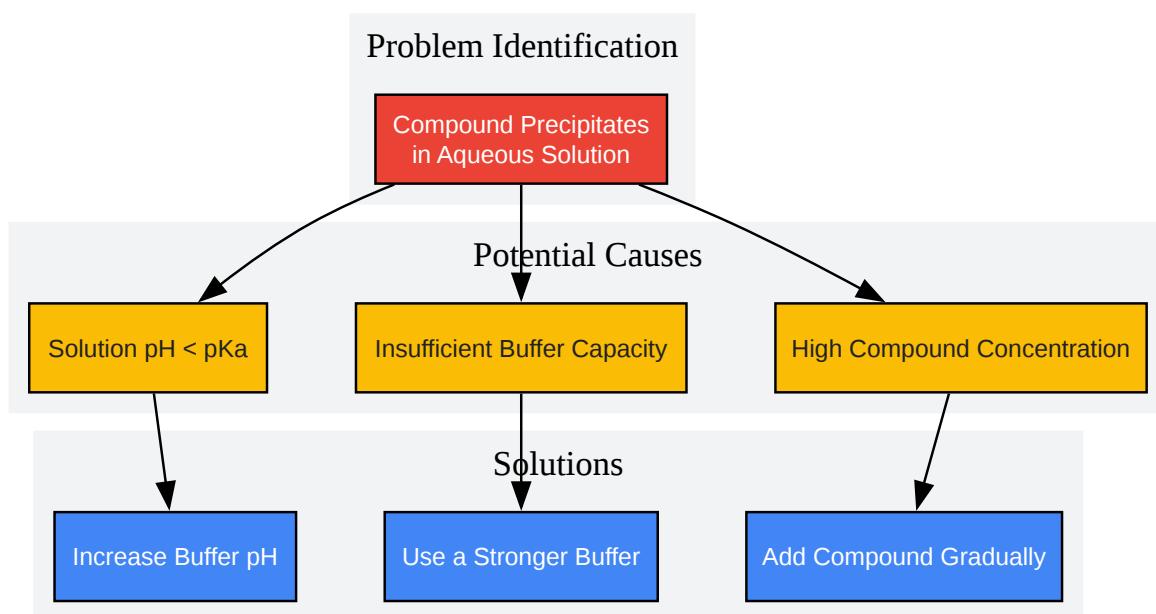 Problem Identification
Compound Precipitates
in Aqueous Solution
Potential Causes
Solution pH < pKa
Insufficient Buffer Capacity
High Compound Concentration
Solutions
Increase Buffer pH
Use a Stronger Buffer
Add Compound Gradually